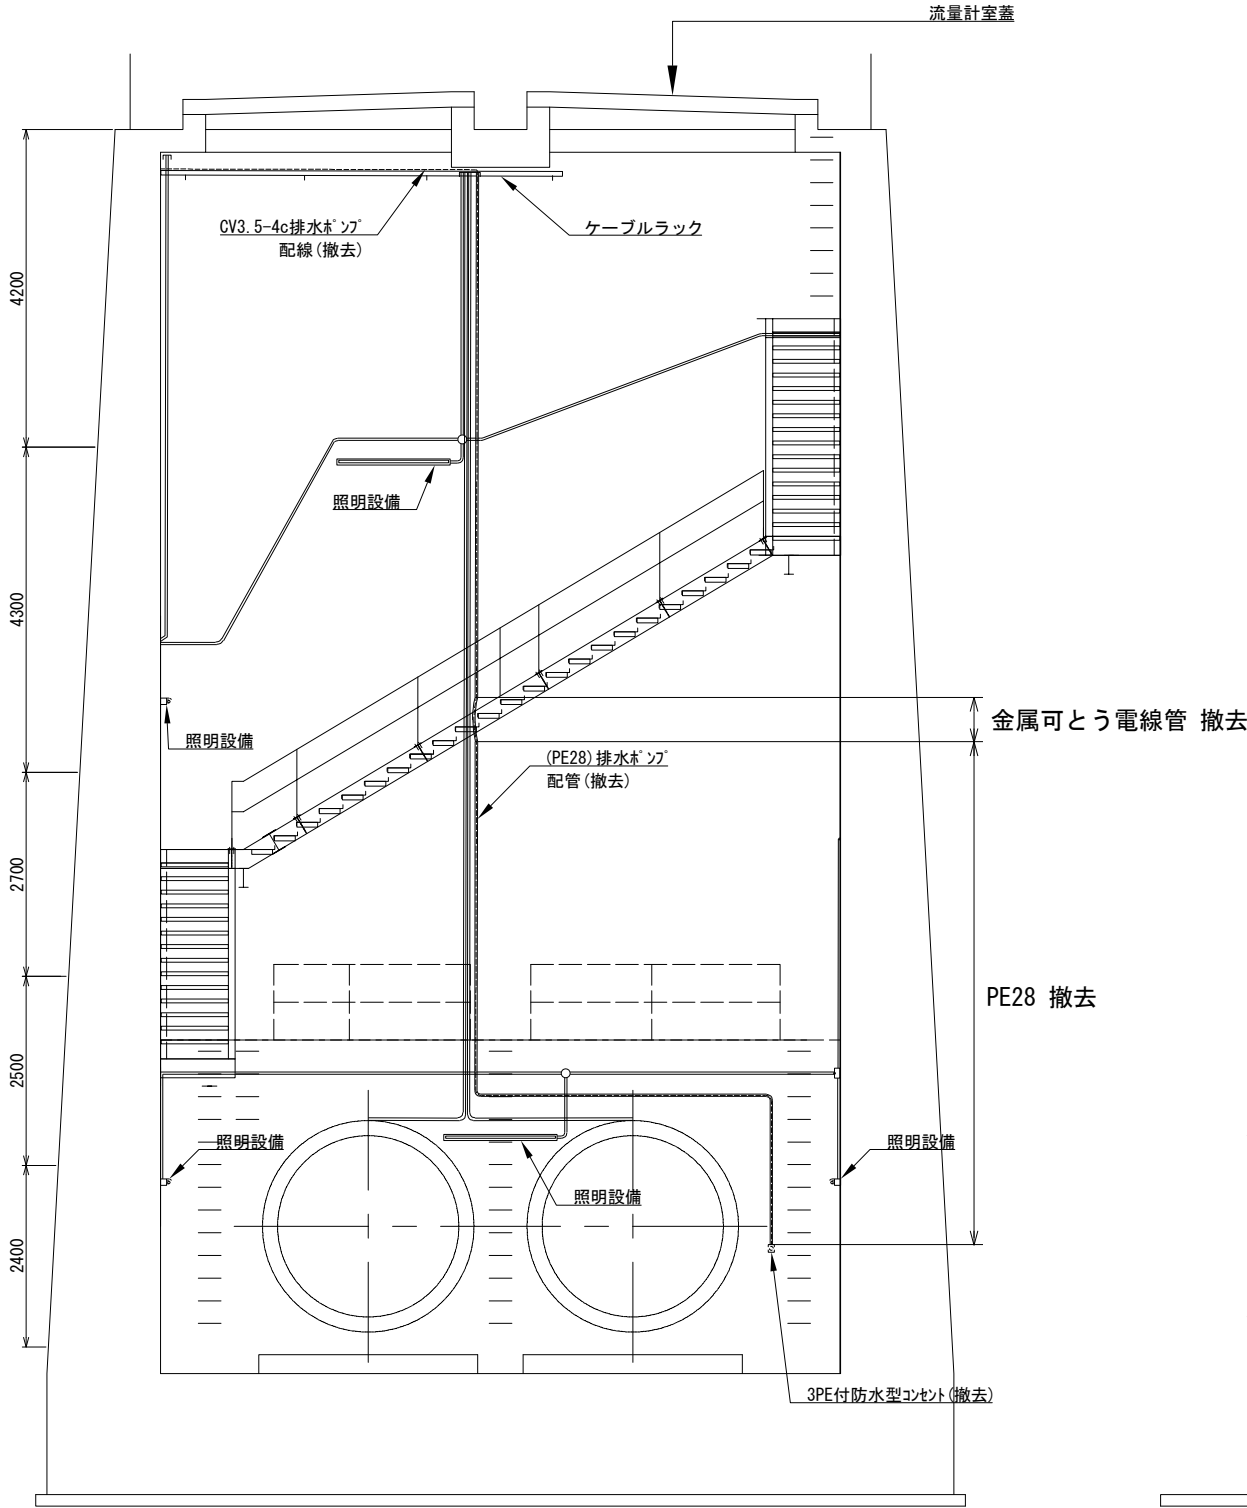 流量計室蓋
CV3.5-4c排水ﾎﾟﾝﾌﾟ
配線(撤去)
ケーブルラック
4200
照明設備
4300
照明設備
金属可とう電線管 撤去
(PE28)排水ﾎﾟﾝﾌﾟ
配管(撤去)
2700
PE28 撤去
2500
照明設備
照明設備
照明設備
2400
3PE付防水型ｺﾝｾﾝﾄ(撤去)